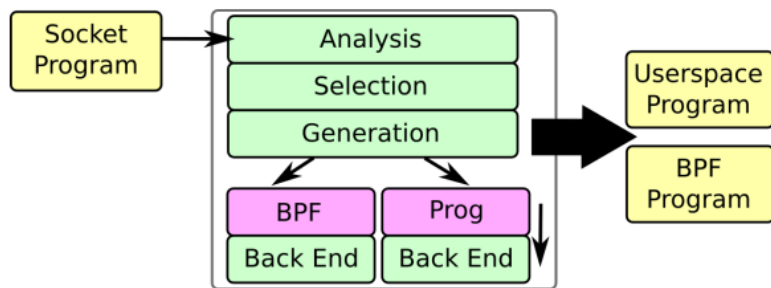 Socket
Program
Analysis
Selection
Generation
BPF
Back End
Prog
Back End
Userspace
Program
BPF
Program